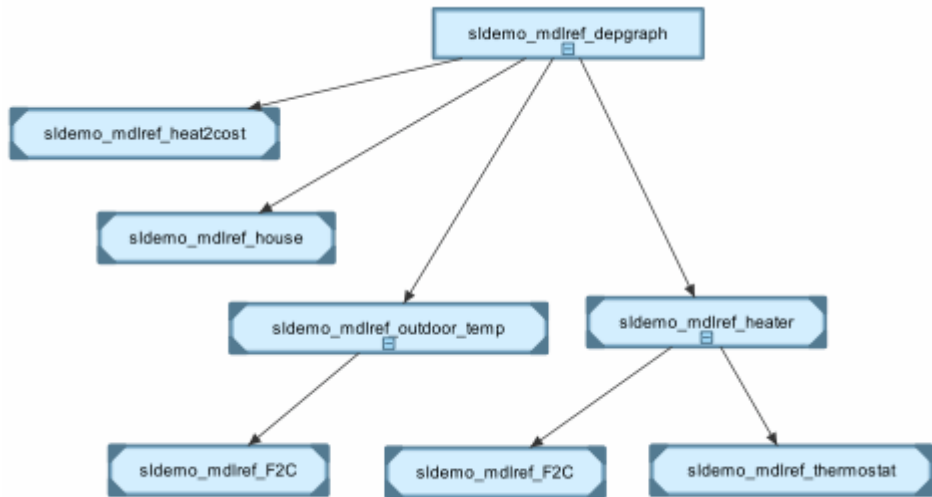 sldemo_mdlref_depgraph
sldemo_mdlref_heat2cost
sldemo_mdlref_house
sldemo_mdlref_outdoor_temp
sldemo_mdlref_heater
sldemo_mdlref_F2C
sldemo_mdlref_F2C
sldemo_mdlref_thermostat